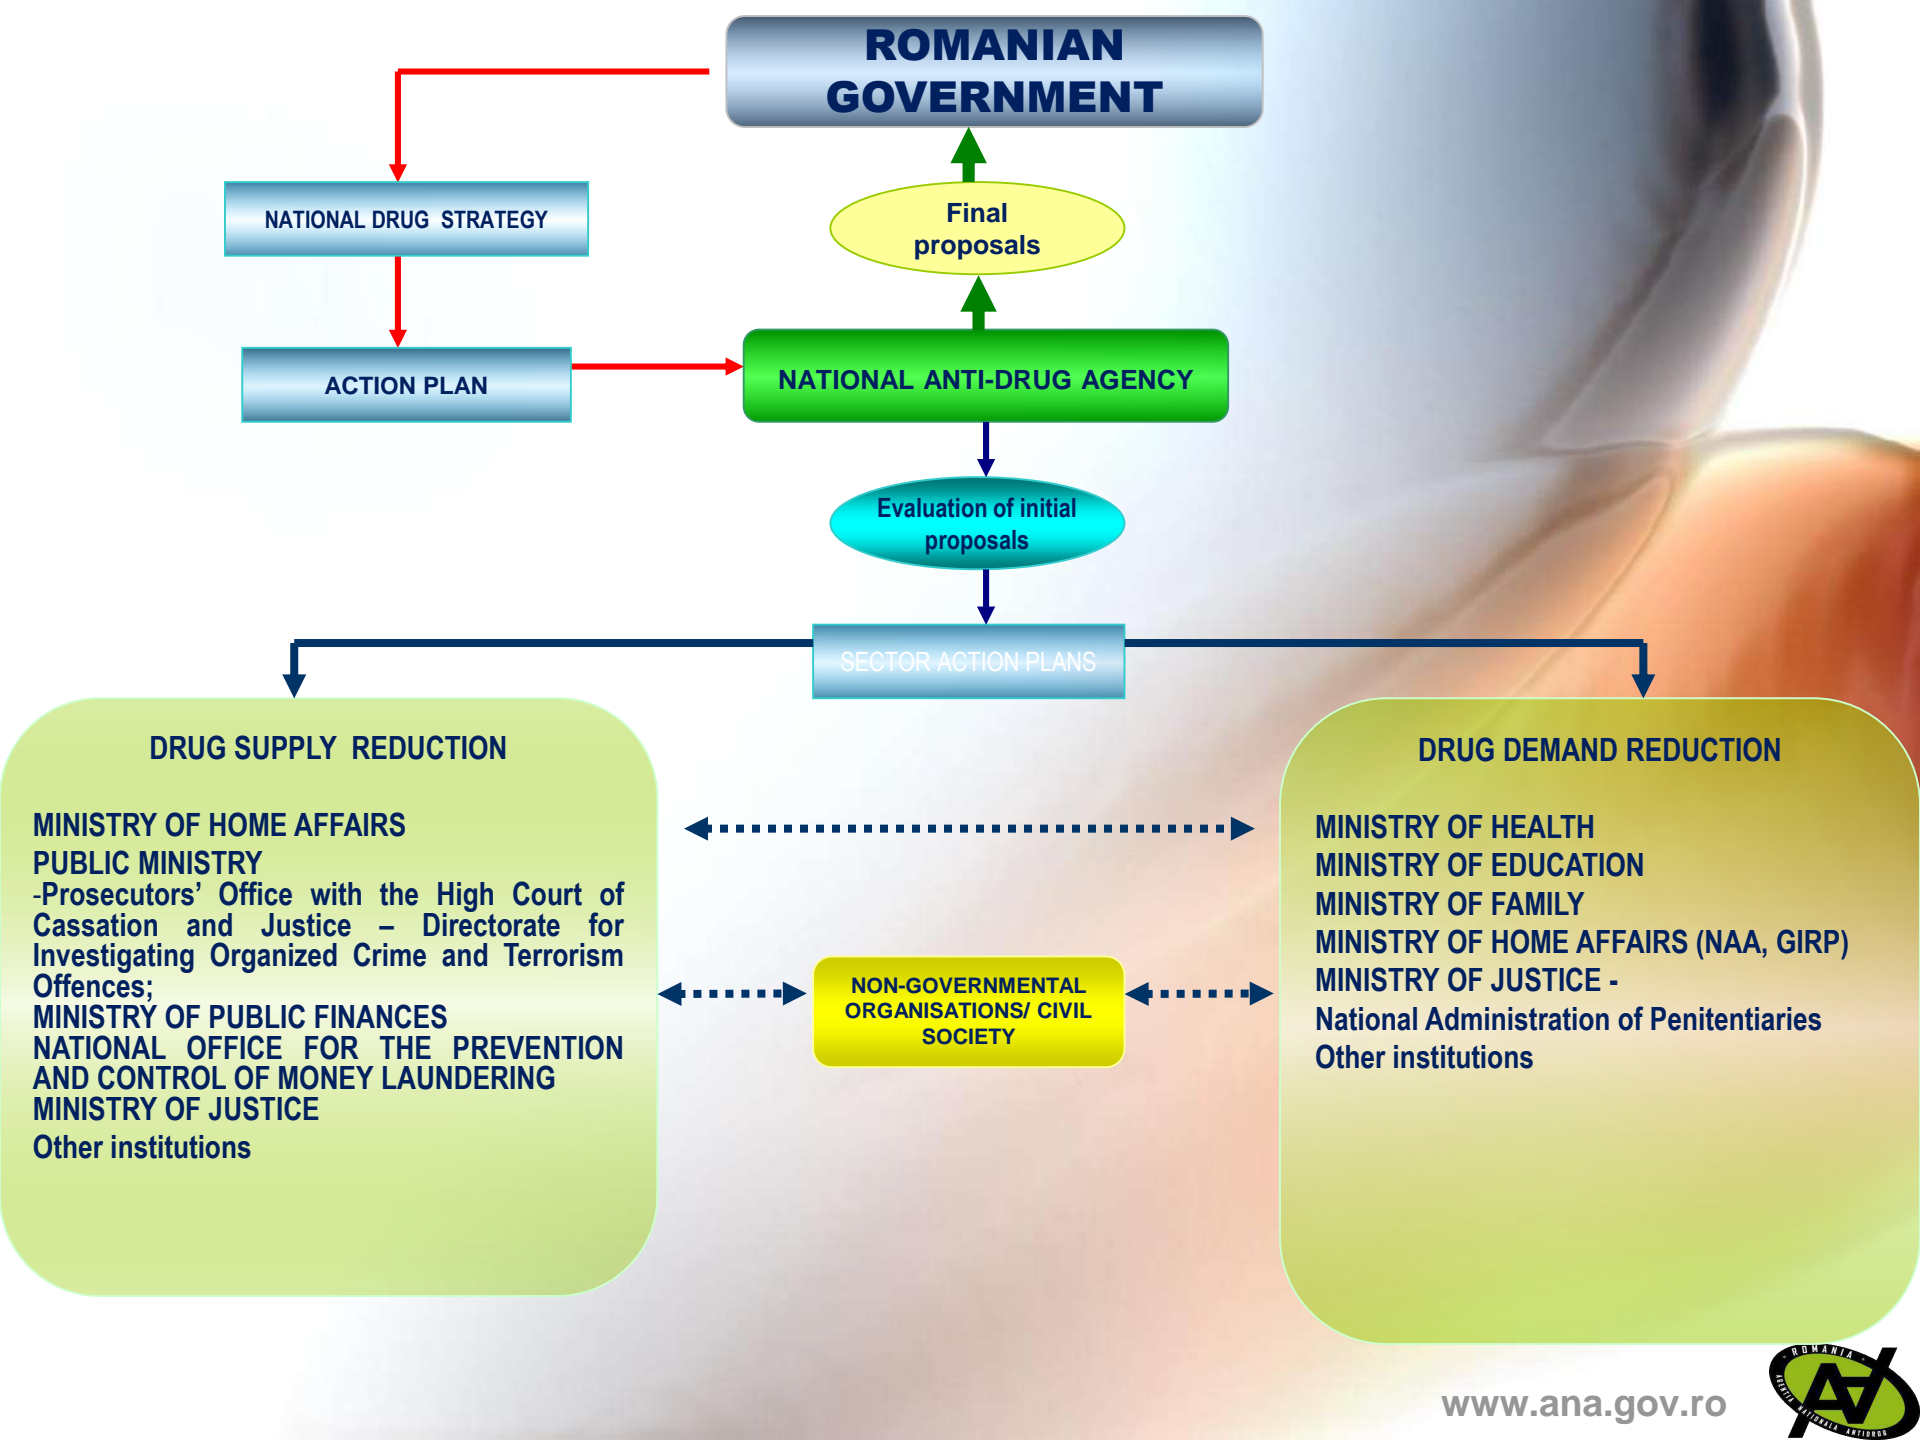 ROMANIAN
GOVERNMENT
NATIONAL DRUG STRATEGY
Final
proposals
ACTION PLAN
NATIONAL ANTI-DRUG AGENCY
Evaluation of initial
proposals
SECTOR ACTION PLANS
DRUG SUPPLY REDUCTION
MINISTRY OF HOME AFFAIRS
PUBLIC MINISTRY
-Prosecutors’ Office with the High Court of
Cassation and Justice – Directorate for
Investigating Organized Crime and Terrorism
Offences;
MINISTRY OF PUBLIC FINANCES
NATIONAL OFFICE FOR THE PREVENTION
AND CONTROL OF MONEY LAUNDERING
MINISTRY OF JUSTICE
Other institutions
NON-GOVERNMENTAL
ORGANISATIONS/ CIVIL
SOCIETY
DRUG DEMAND REDUCTION
MINISTRY OF HEALTH
MINISTRY OF EDUCATION
MINISTRY OF FAMILY
MINISTRY OF HOME AFFAIRS (NAA, GIRP)
MINISTRY OF JUSTICE -
National Administration of Penitentiaries
Other institutions
www.ana.gov.ro
ROMANIA
AGENTIA NATIONALA ANTIDROG